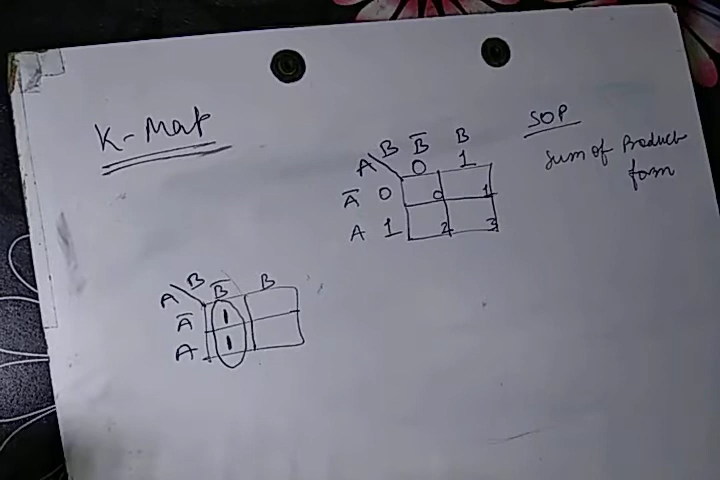 K-Map
SOP
Sum of Product
form
B B̅ B
A 0 1
A̅ 0 0 1
A 1 2 3
B B̅ B
A
A̅ 1
A 1